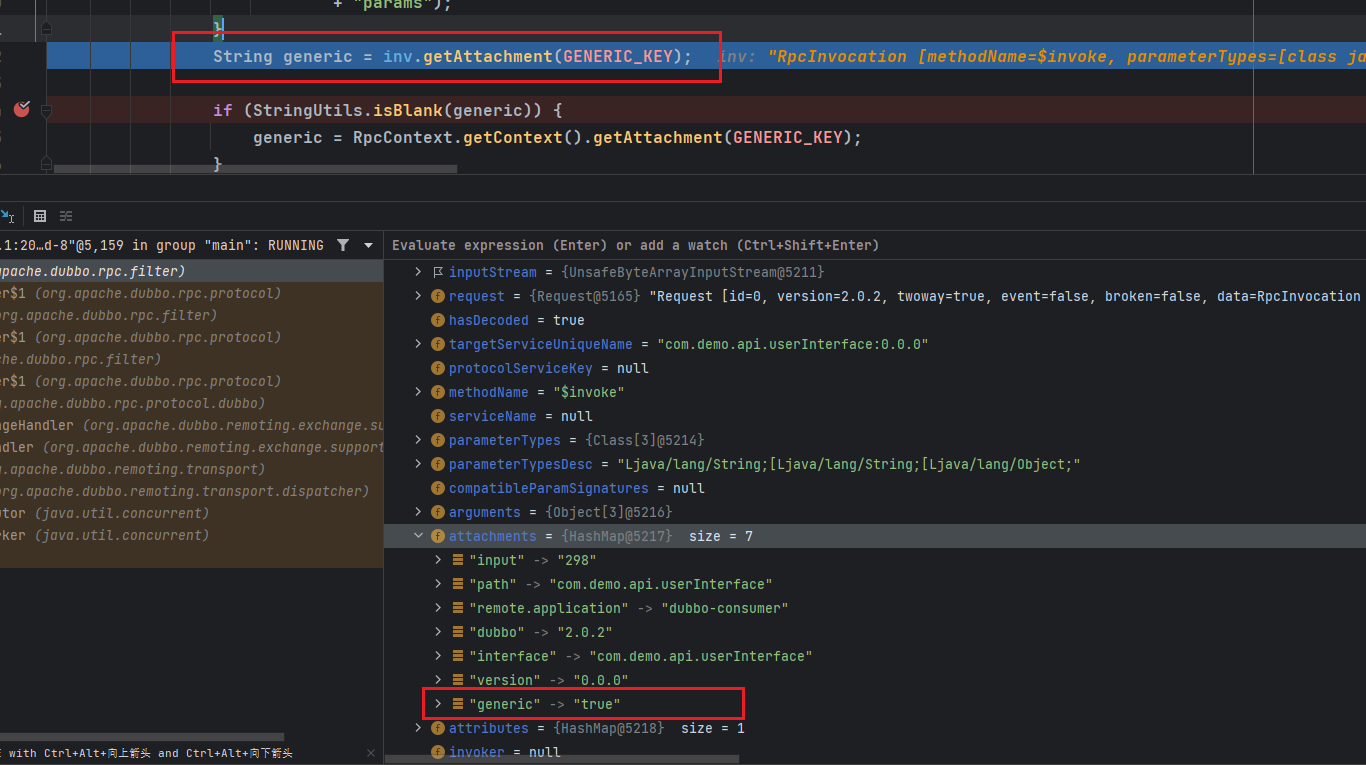 + "params");
}
String generic = inv.getAttachment(GENERIC_KEY); inv: "RpcInvocation [methodName=$invoke, parameterTypes=[class ja
if (StringUtils.isBlank(generic)) {
generic = RpcContext.getContext().getAttachment(GENERIC_KEY);
}
.1:20…d-8"@5,159 in group "main": RUNNING
apache.dubbo.rpc.filter)
er$1 (org.apache.dubbo.rpc.protocol)
org.apache.dubbo.rpc.filter)
er$1 (org.apache.dubbo.rpc.protocol)
che.dubbo.rpc.filter)
er$1 (org.apache.dubbo.rpc.protocol)
g.apache.dubbo.rpc.protocol.dubbo)
ngeHandler (org.apache.dubbo.remoting.exchange.su
ndler (org.apache.dubbo.remoting.exchange.support
g.apache.dubbo.remoting.transport)
org.apache.dubbo.remoting.transport.dispatcher)
utor (java.util.concurrent)
rker (java.util.concurrent)
with Ctrl+Alt+向上箭头 and Ctrl+Alt+向下箭头
Evaluate expression (Enter) or add a watch (Ctrl+Shift+Enter)
inputStream = {UnsafeByteArrayInputStream@5211}
request = {Request@5165} "Request [id=0, version=2.0.2, twoway=true, event=false, broken=false, data=RpcInvocation
hasDecoded = true
targetServiceUniqueName = "com.demo.api.userInterface:0.0.0"
protocolServiceKey = null
methodName = "$invoke"
serviceName = null
parameterTypes = {Class[3]@5214}
parameterTypesDesc = "Ljava/lang/String;[Ljava/lang/String;[Ljava/lang/Object;"
compatibleParamSignatures = null
arguments = {Object[3]@5216}
attachments = {HashMap@5217} size = 7
"input" -> "298"
"path" -> "com.demo.api.userInterface"
"remote.application" -> "dubbo-consumer"
"dubbo" -> "2.0.2"
"interface" -> "com.demo.api.userInterface"
"version" -> "0.0.0"
"generic" -> "true"
attributes = {HashMap@5218} size = 1
invoker = null